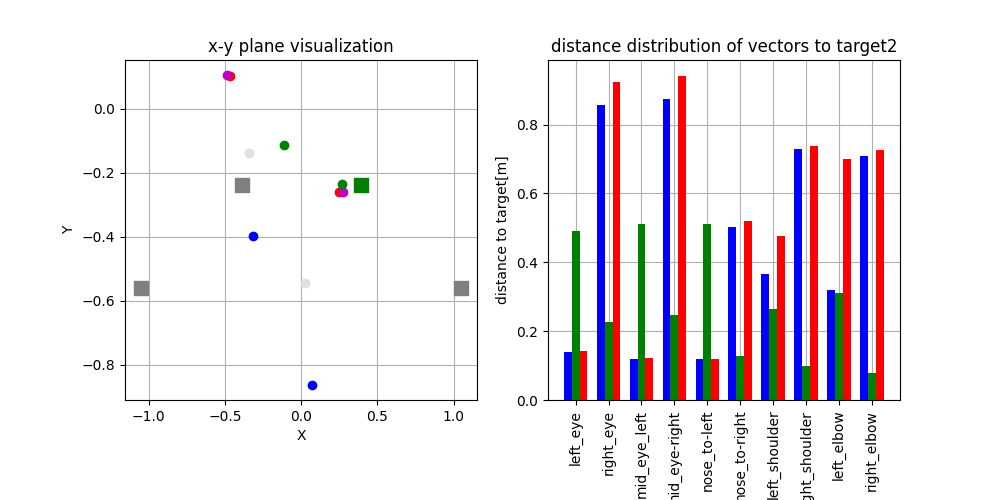 x-y plane visualization
0.0
−0.2
−0.4
−0.6
−0.8
Y
−1.0 −0.5 0.0 0.5 1.0
X
distance distribution of vectors to target2
0.8
0.6
0.4
0.2
0.0
distance to target[m]
left_eye
right_eye
mid_eye_left
mid_eye-right
nose_to-left
nose_to-right
left_shoulder
ght_shoulder
left_elbow
right_elbow